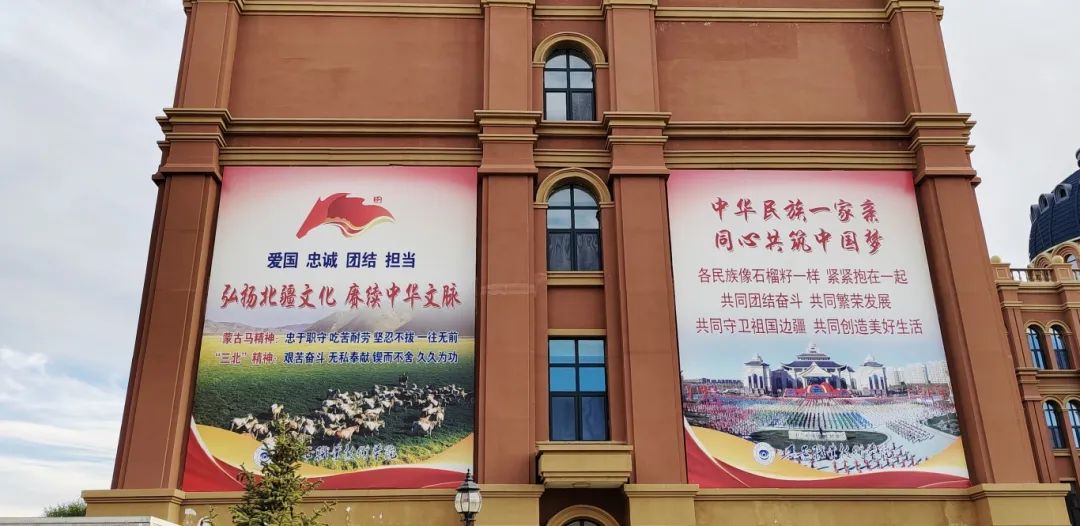 爱国 忠诚 团结 担当
弘扬北疆文化 赓续中华文脉
蒙古马精神：忠于职守 吃苦耐劳 坚忍不拔 一往无前
“三北”精神：艰苦奋斗 无私奉献 锲而不舍 久久为功
中华民族一家亲
同心共筑中国梦
各民族像石榴籽一样 紧紧抱在一起
共同团结奋斗 共同繁荣发展
共同守卫祖国边疆 共同创造美好生活